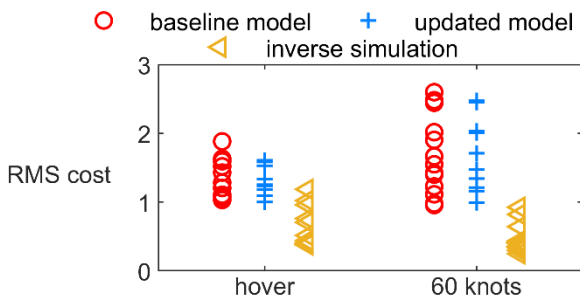 baseline model updated model
inverse simulation
3
2
RMS cost
1
0
hover 60 knots